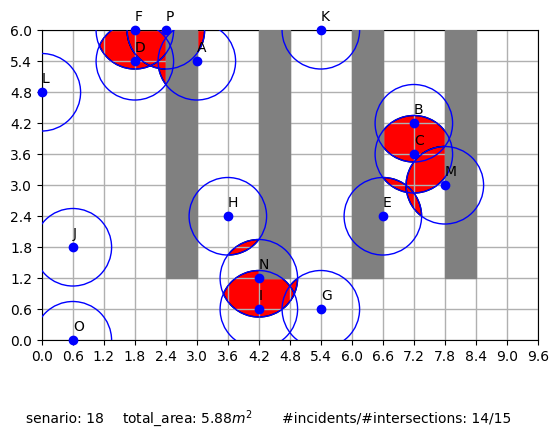 6.0
5.4
4.8
4.2
3.6
3.0
2.4
1.8
1.2
0.6
0.0
F P K
D A
L
B
C
M
H E
J
N
I G
O
0.0 0.6 1.2 1.8 2.4 3.0 3.6 4.2 4.8 5.4 6.0 6.6 7.2 7.8 8.4 9.0 9.6
senario: 18 total_area: 5.88m² #incidents/#intersections: 14/15